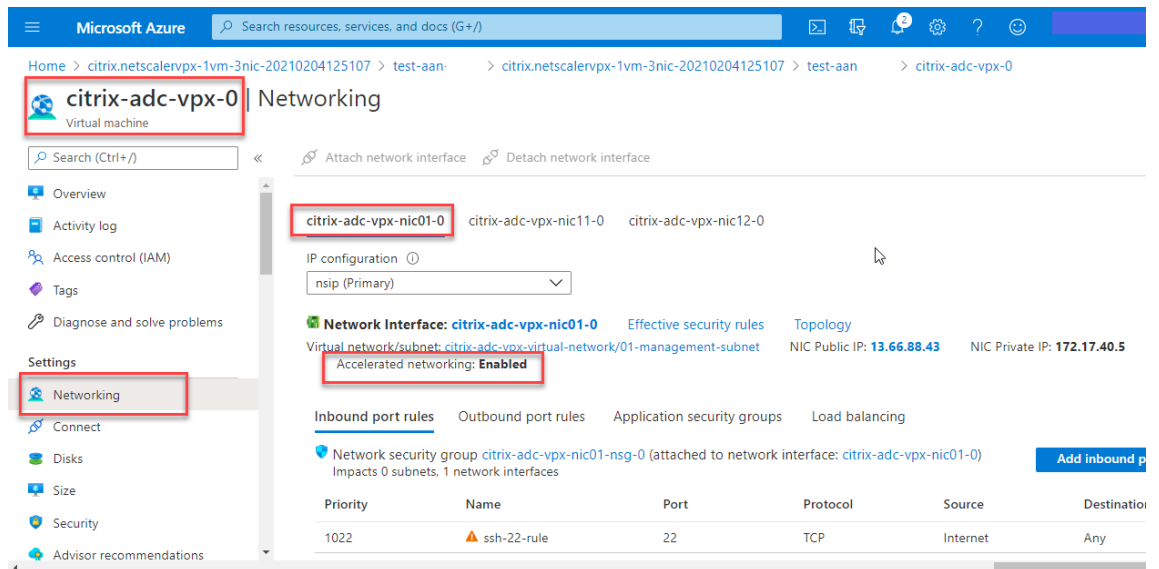 Microsoft Azure
Search resources, services, and docs (G+/)
2
Home > citrix.netscalervpx-1vm-3nic-20210204125107 > test-aan > citrix.netscalervpx-1vm-3nic-20210204125107 > test-aan > citrix-adc-vpx-0
citrix-adc-vpx-0 | Networking
Virtual machine
Search (Ctrl+/)
«
Attach network interface
Detach network interface
Overview
Activity log
Access control (IAM)
Tags
Diagnose and solve problems
Settings
Networking
Connect
Disks
Size
Security
Advisor recommendations
citrix-adc-vpx-nic01-0 citrix-adc-vpx-nic11-0 citrix-adc-vpx-nic12-0
IP configuration
nsip (Primary)
Network Interface: citrix-adc-vpx-nic01-0 Effective security rules Topology
Virtual network/subnet: citrix-adc-vpx-virtual-network/01-management-subnet NIC Public IP: 13.66.88.43 NIC Private IP: 172.17.40.5
Accelerated networking: Enabled
Inbound port rules Outbound port rules Application security groups Load balancing
Network security group citrix-adc-vpx-nic01-nsg-0 (attached to network interface: citrix-adc-vpx-nic01-0)
Impacts 0 subnets, 1 network interfaces
Add inbound p
Priority Name Port Protocol Source Destination
1022 ssh-22-rule 22 TCP Internet Any